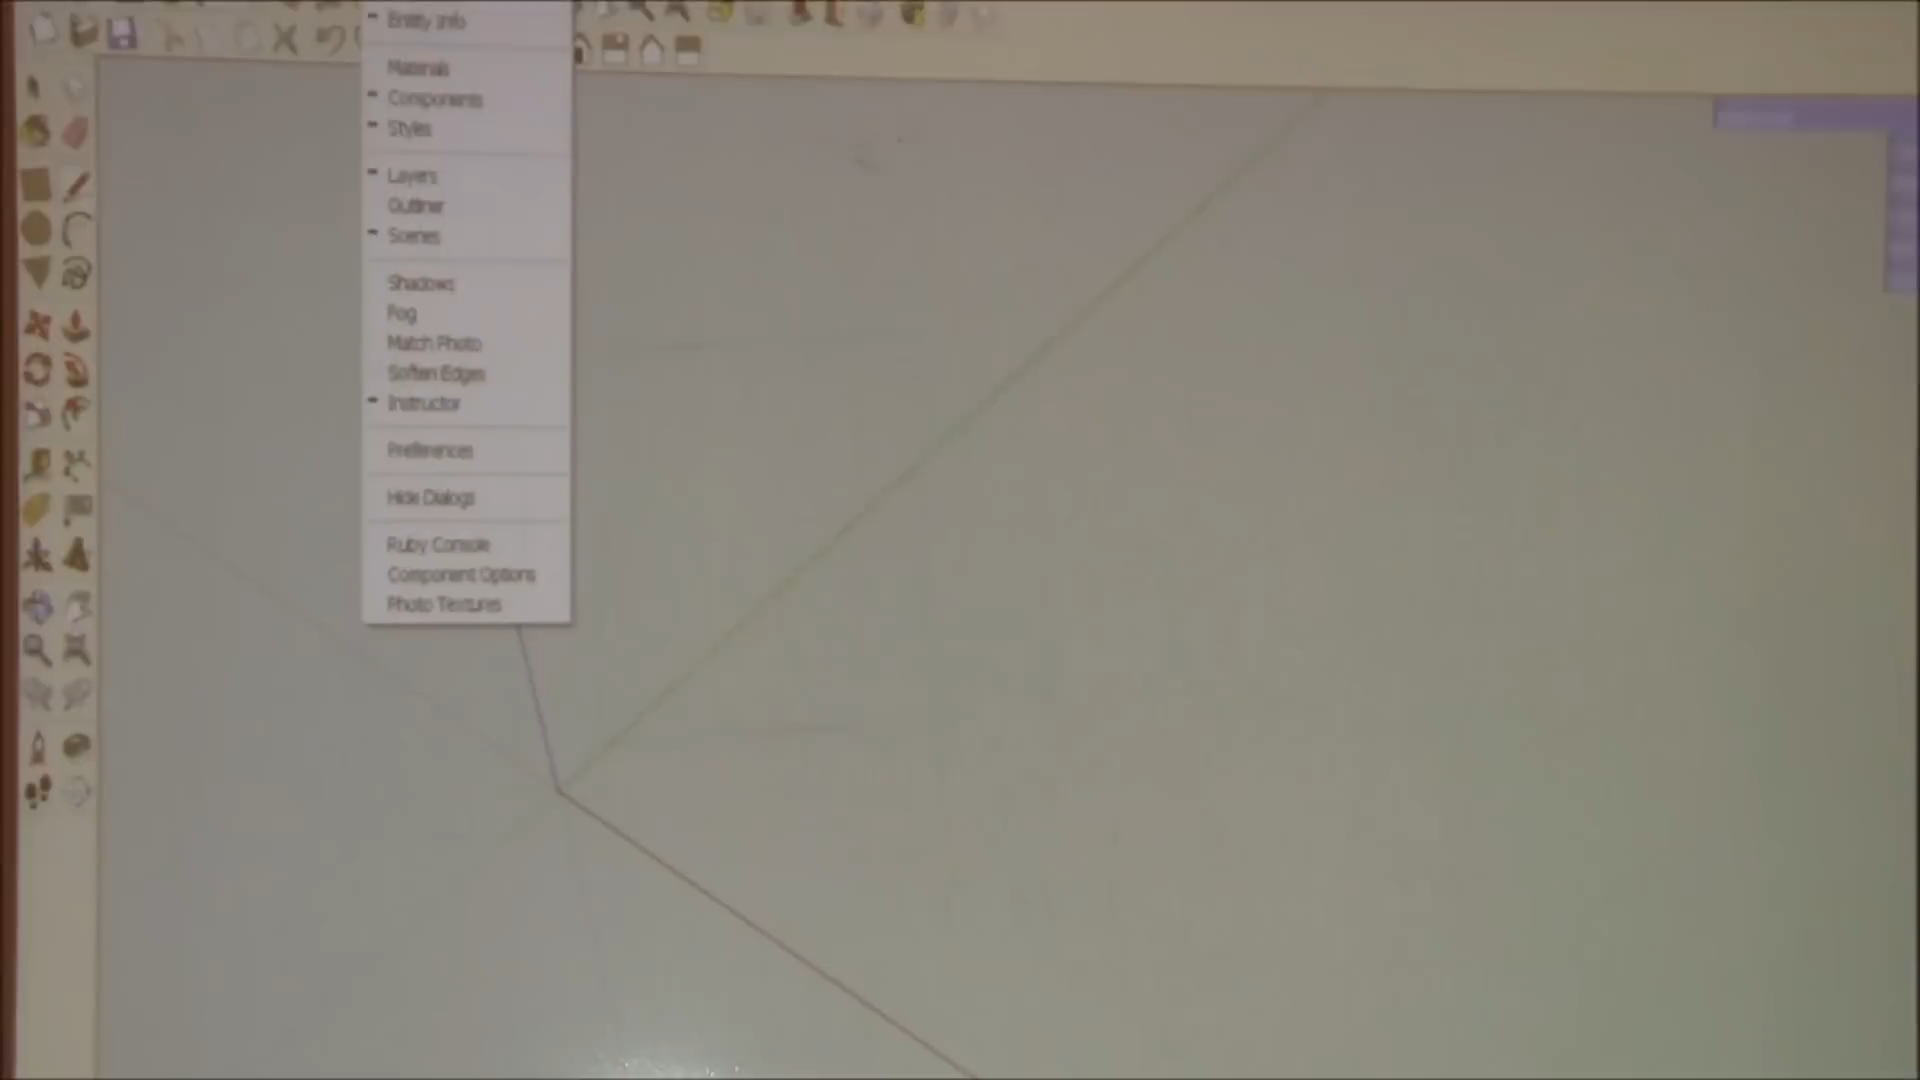 Entity Info
Materials
Components
Styles
Layers
Outliner
Scenes
Shadows
Fog
Match Photo
Soften Edges
Instructor
Preferences
Hide Dialogs
Ruby Console
Component Options
Photo Textures